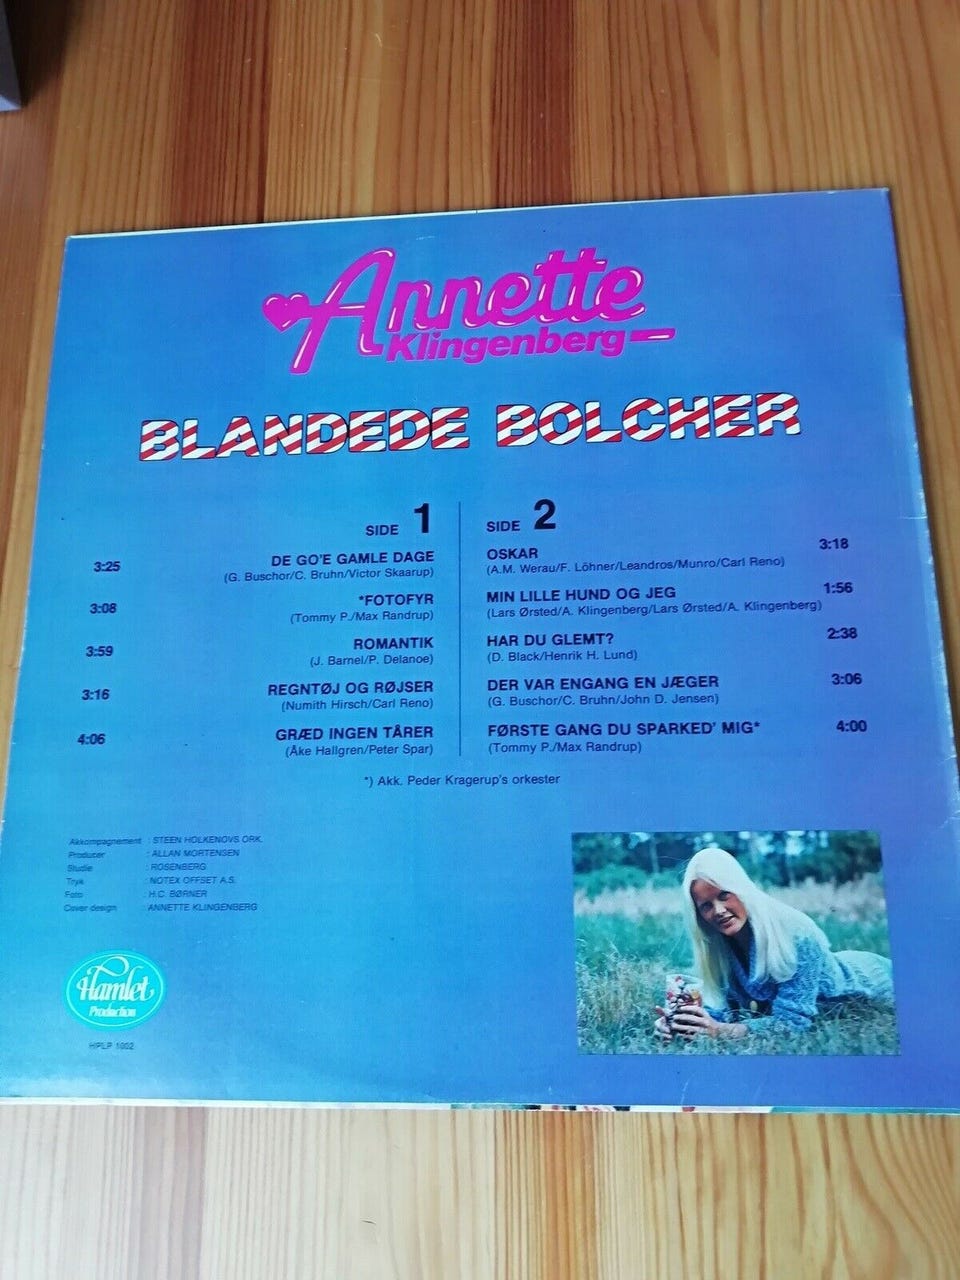 Annette
Klingenberg
BLANDEDE BOLCHER
SIDE 1
3:25 DE GO'E GAMLE DAGE
(G. Buschor/C. Bruhn/Victor Skaarup)
3:08 *FOTOFYR
(Tommy P./Max Randrup)
3:59 ROMANTIK
(J. Barnel/P. Delanoe)
3:16 REGNTØJ OG RØJSER
(Numith Hirsch/Carl Reno)
4:06 GRÆD INGEN TÅRER
(Åke Hallgren/Peter Spar)
SIDE 2
OSKAR 3:18
(A.M. Werau/F. Löhner/Leandros/Munro/Carl Reno)
MIN LILLE HUND OG JEG 1:56
(Lars Ørsted/A. Klingenberg/Lars Ørsted/A. Klingenberg)
HAR DU GLEMT? 2:38
(D. Black/Henrik H. Lund)
DER VAR ENGANG EN JÆGER 3:06
(G. Buschor/C. Bruhn/John D. Jensen)
FØRSTE GANG DU SPARKED' MIG* 4:00
(Tommy P./Max Randrup)
*) Akk. Peder Kragerup's orkester
Akkompagnement : STEEN HOLKENOVS ORK.
Producer : ALLAN MORTENSEN
Studie : ROSENBERG
Tryk : NOTEX OFFSET A.S.
Foto : H.C. BØRNER
Cover design : ANNETTE KLINGENBERG
Hamlet
Production
HPLP 1002